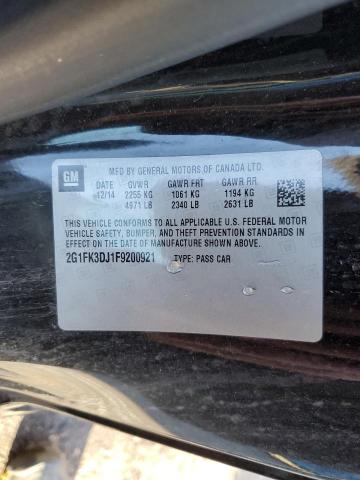 GM
MFD BY GENERAL MOTORS OF CANADA LTD.
DATE GVWR GAWR FRT GAWR RR
12/14 2255 KG 1061 KG 1194 KG
4971 LB 2340 LB 2631 LB
THIS VEHICLE CONFORMS TO ALL APPLICABLE U.S. FEDERAL MOTOR
VEHICLE SAFETY, BUMPER, AND THEFT PREVENTION STANDARDS IN
EFFECT ON THE DATE OF MANUFACTURE SHOWN ABOVE.
2G1FK3DJ1F9200921 TYPE: PASS CAR